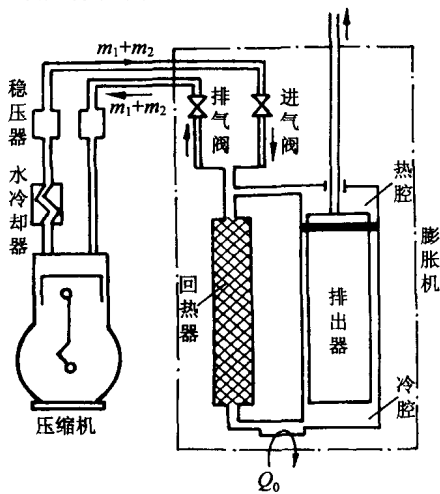 m₁+m₂
稳压器
m₁+m₂
排气阀
进气阀
水冷却器
热腔
膨胀机
回热器
排出器
冷腔
压缩机
Q₀